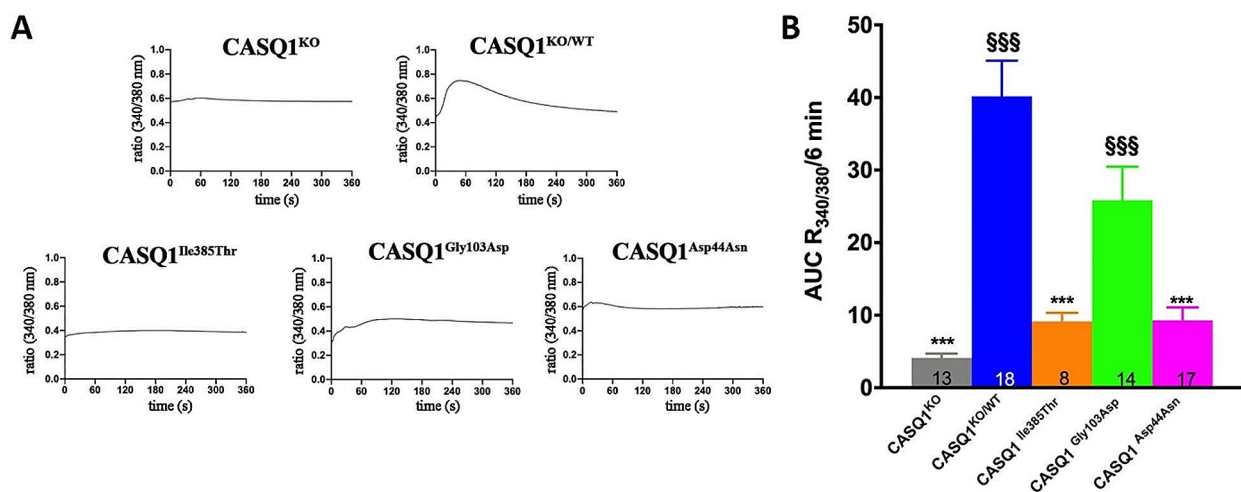 A
CASQ1KO
1.0
0.8
0.6
0.4
0.2
0.0
ratio (340/380 nm)
0 60 120 180 240 300 360
time (s)
CASQ1KO/WT
1.0
0.8
0.6
0.4
0.2
0.0
ratio (340/380 nm)
0 60 120 180 240 300 360
time (s)
CASQ1Ile385Thr
1.0
0.8
0.6
0.4
0.2
0.0
ratio (340/380 nm)
0 60 120 180 240 300 360
time (s)
CASQ1Gly103Asp
1.0
0.8
0.6
0.4
0.2
0.0
ratio (340/380 nm)
0 60 120 180 240 300 360
time (s)
CASQ1Asp44Asn
1.0
0.8
0.6
0.4
0.2
0.0
ratio (340/380 nm)
0 60 120 180 240 300 360
time (s)
B
AUC R340/380/6 min
50
40
30
20
10
0
*** §§§ *** §§§ ***
13 18 8 14 17
CASQ1KO
CASQ1KO/WT
CASQ1 Ile385Thr
CASQ1 Gly103Asp
CASQ1 Asp44Asn